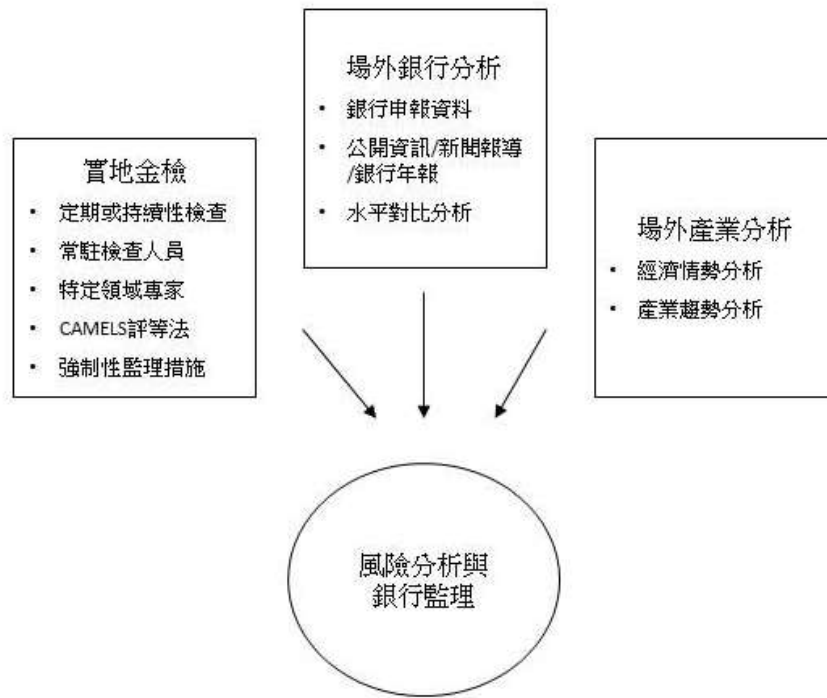 場外銀行分析
• 銀行申報資料
• 公開資訊/新聞報導
/銀行年報
• 水平對比分析
實地金檢
• 定期或持續性檢查
• 常駐檢查人員
• 特定領域專家
• CAMELS評等法
• 強制性監理措施
場外產業分析
• 經濟情勢分析
• 產業趨勢分析
風險分析與
銀行監理